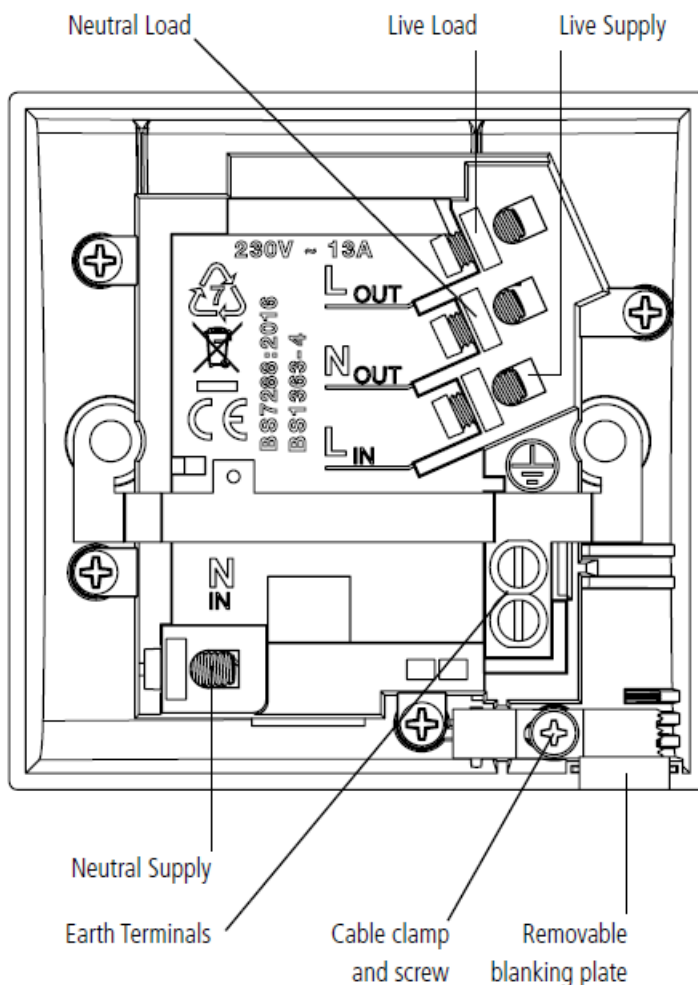 Neutral Load
Live Load
Live Supply
230V ~ 13A
7
L OUT
N OUT
L IN
BS7288:2016
BS1363-4
CE
N
IN
Neutral Supply
Earth Terminals
Cable clamp
and screw
Removable
blanking plate